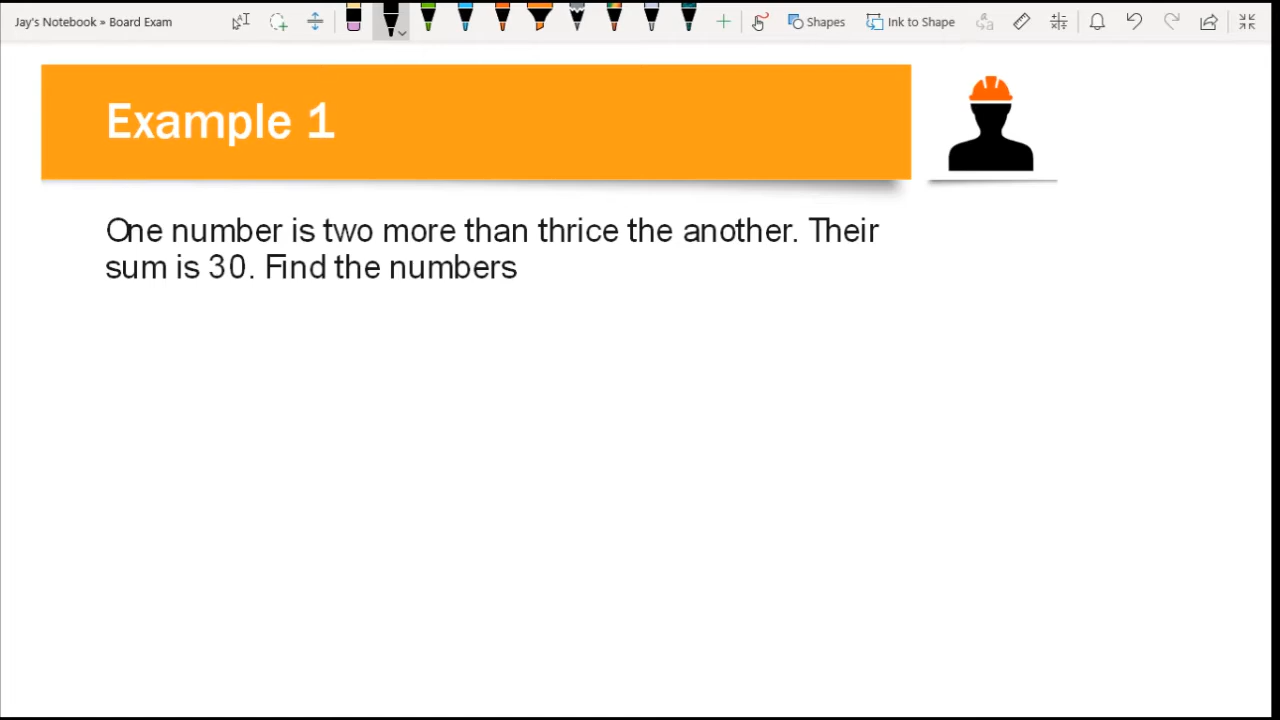 Jay's Notebook » Board Exam
Shapes
Ink to Shape
Example 1
One number is two more than thrice the another. Their
sum is 30. Find the numbers